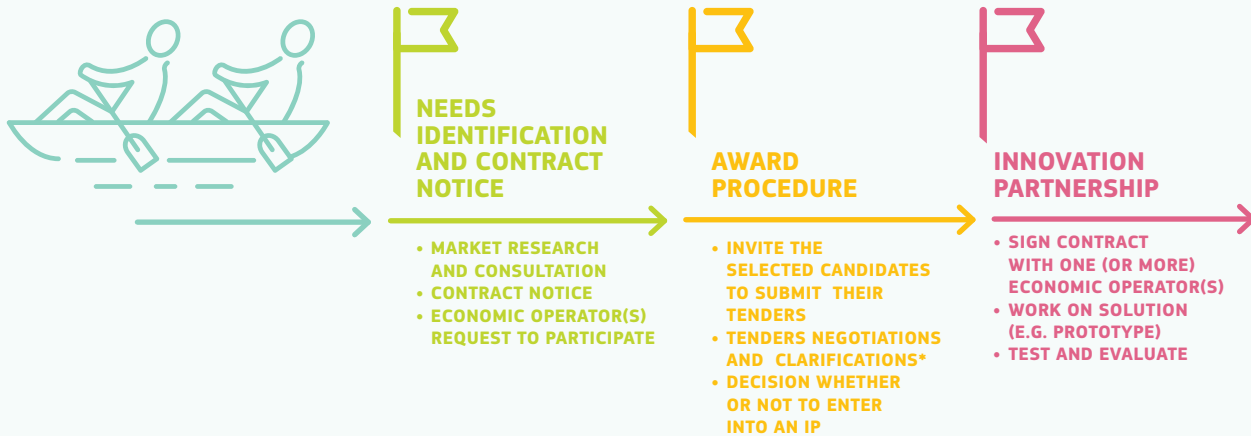 NEEDS
IDENTIFICATION
AND CONTRACT
NOTICE
• MARKET RESEARCH
AND CONSULTATION
• CONTRACT NOTICE
• ECONOMIC OPERATOR(S)
REQUEST TO PARTICIPATE
AWARD
PROCEDURE
• INVITE THE
SELECTED CANDIDATES
TO SUBMIT THEIR
TENDERS
• TENDERS NEGOTIATIONS
AND CLARIFICATIONS*
• DECISION WHETHER
OR NOT TO ENTER
INTO AN IP
INNOVATION
PARTNERSHIP
• SIGN CONTRACT
WITH ONE (OR MORE)
ECONOMIC OPERATOR(S)
• WORK ON SOLUTION
(E.G. PROTOTYPE)
• TEST AND EVALUATE